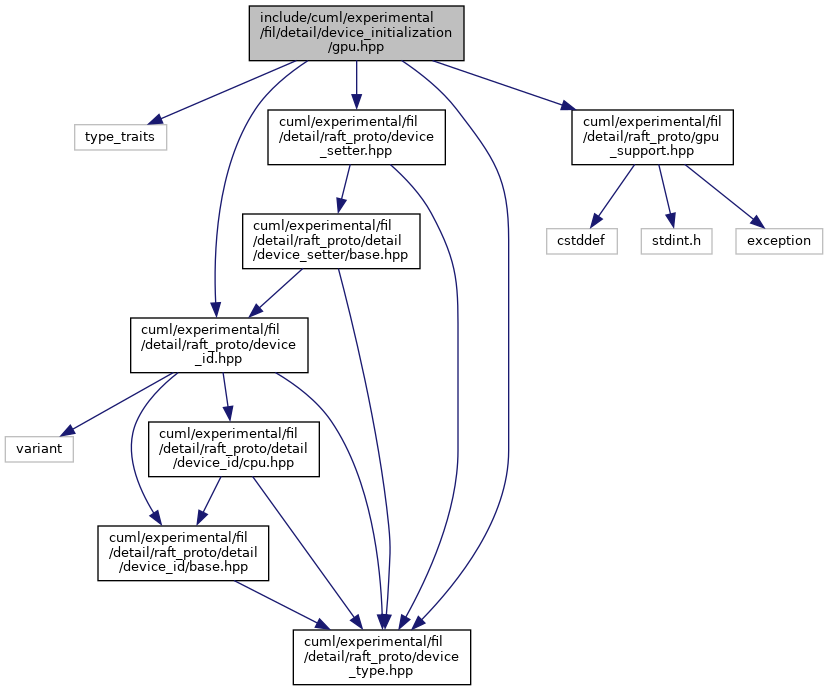 include/cuml/experimental
/fil/detail/device_initialization
/gpu.hpp
type_traits
cuml/experimental/fil
/detail/raft_proto/device
_setter.hpp
cuml/experimental/fil
/detail/raft_proto/gpu
_support.hpp
cuml/experimental/fil
/detail/raft_proto/detail
/device_setter/base.hpp
cstddef
stdint.h
exception
cuml/experimental/fil
/detail/raft_proto/device
_id.hpp
variant
cuml/experimental/fil
/detail/raft_proto/detail
/device_id/cpu.hpp
cuml/experimental/fil
/detail/raft_proto/detail
/device_id/base.hpp
cuml/experimental/fil
/detail/raft_proto/device
_type.hpp